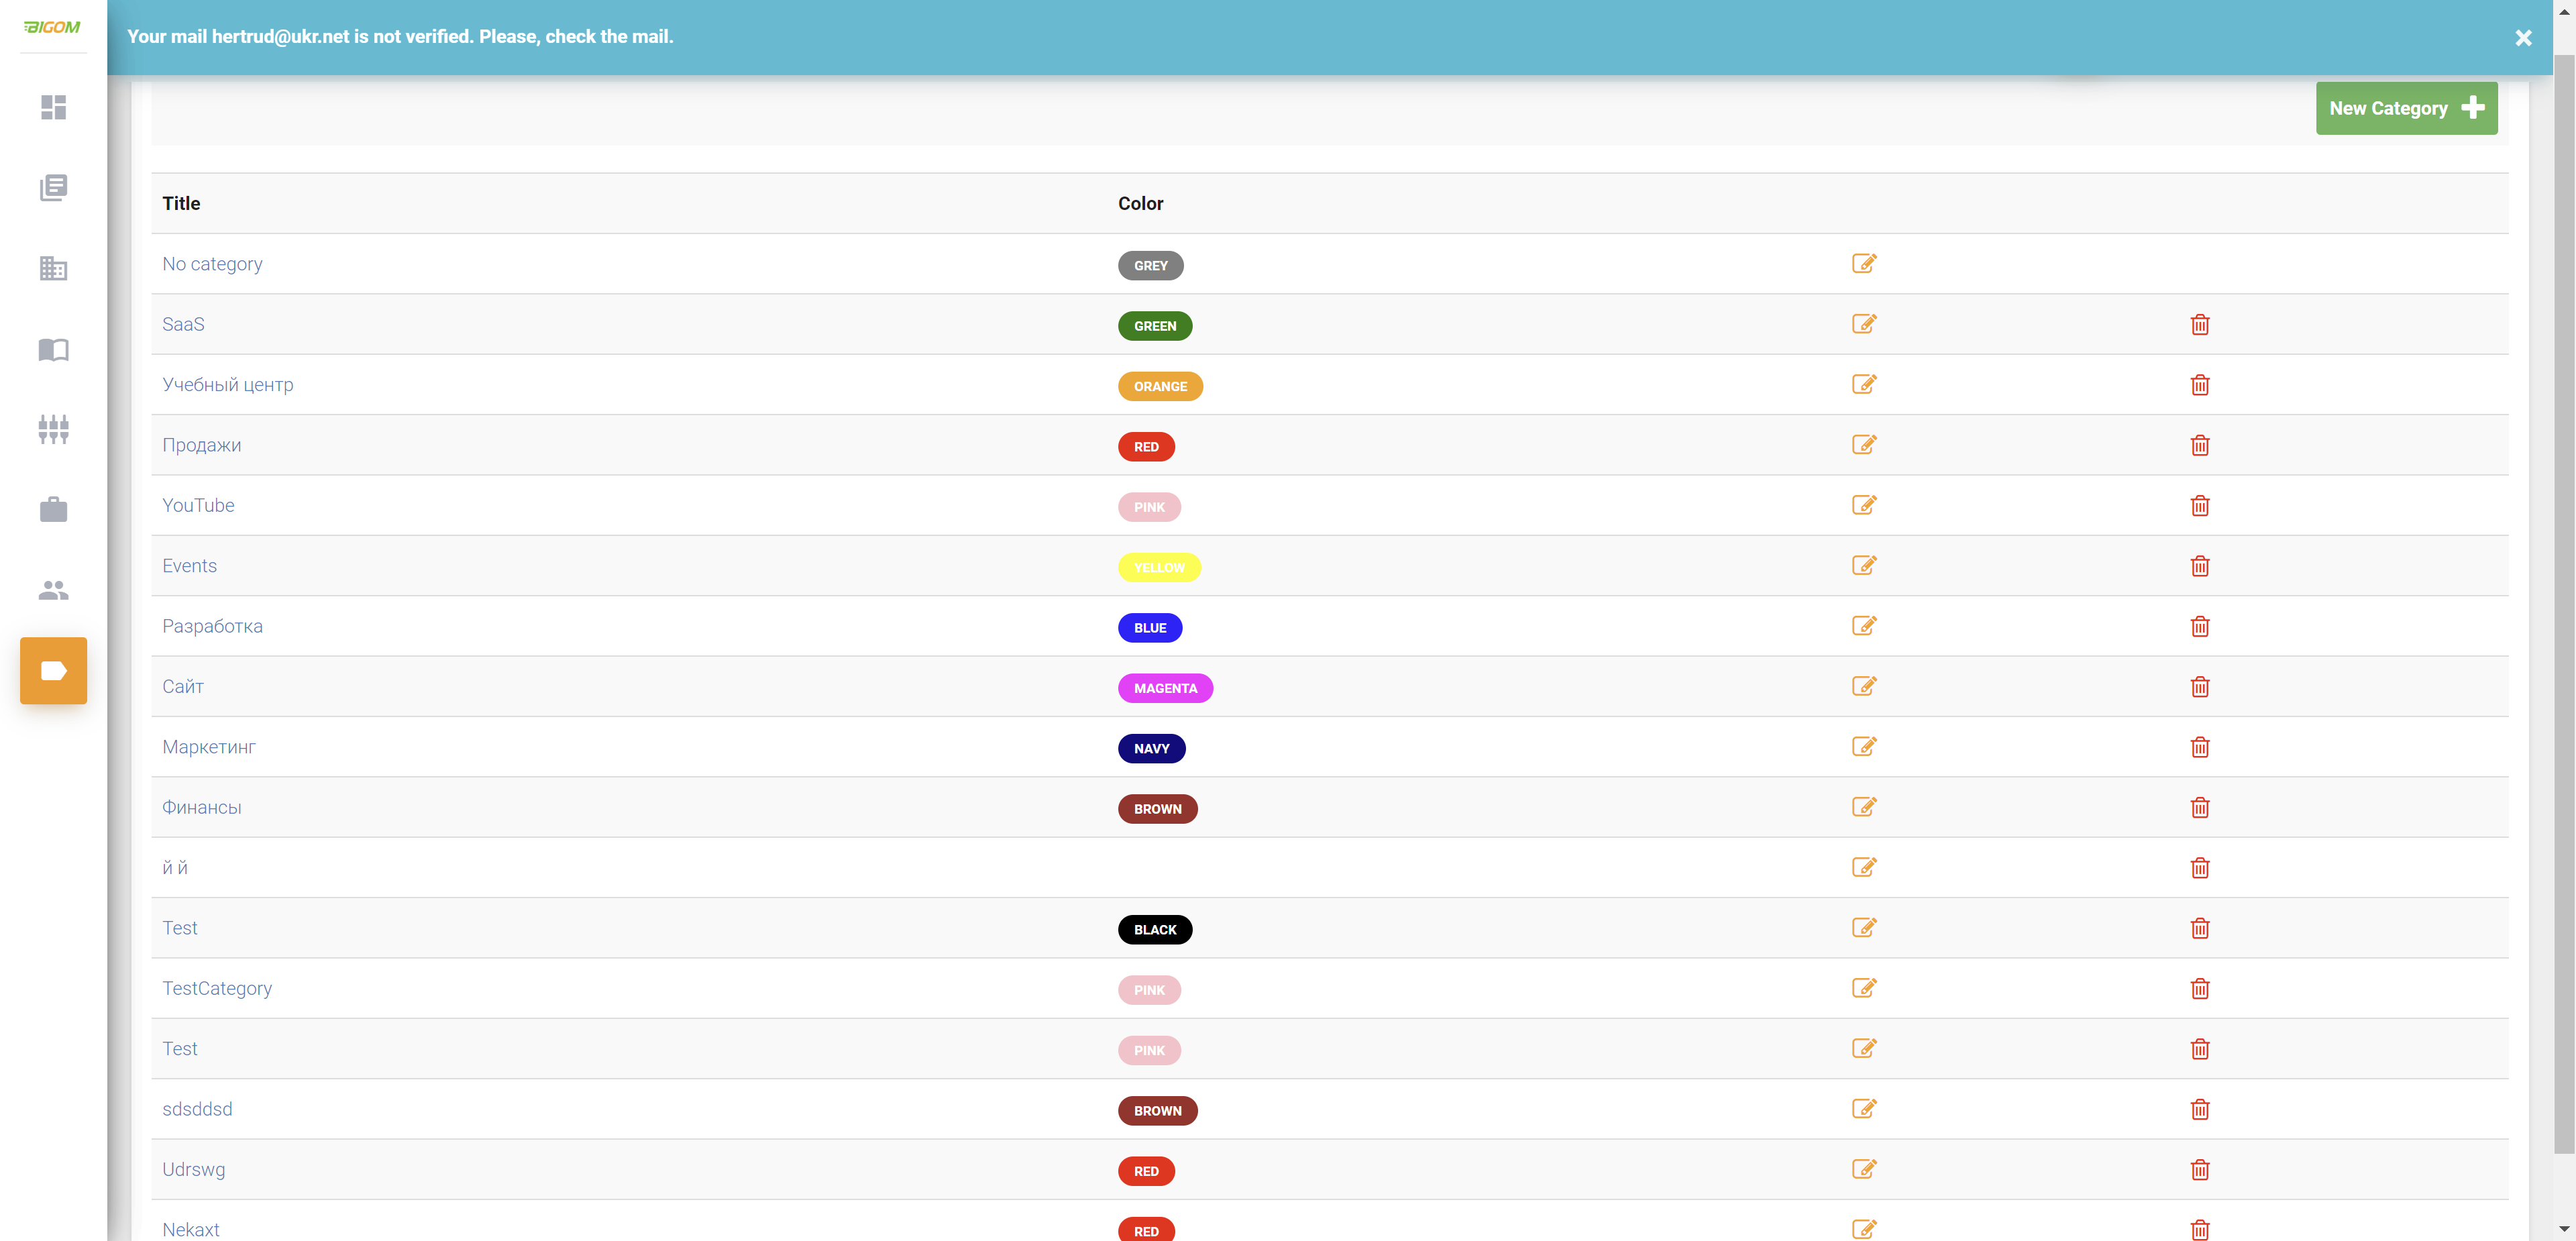 BIGOM
Your mail hertrud@ukr.net is not verified. Please, check the mail.
New Category
Title Color
No category GREY
SaaS GREEN
Учебный центр ORANGE
Продажи RED
YouTube PINK
Events YELLOW
Разработка BLUE
Сайт MAGENTA
Маркетинг NAVY
Финансы BROWN
й й
Test BLACK
TestCategory PINK
Test PINK
sdsddsd BROWN
Udrswg RED
Nekaxt RED